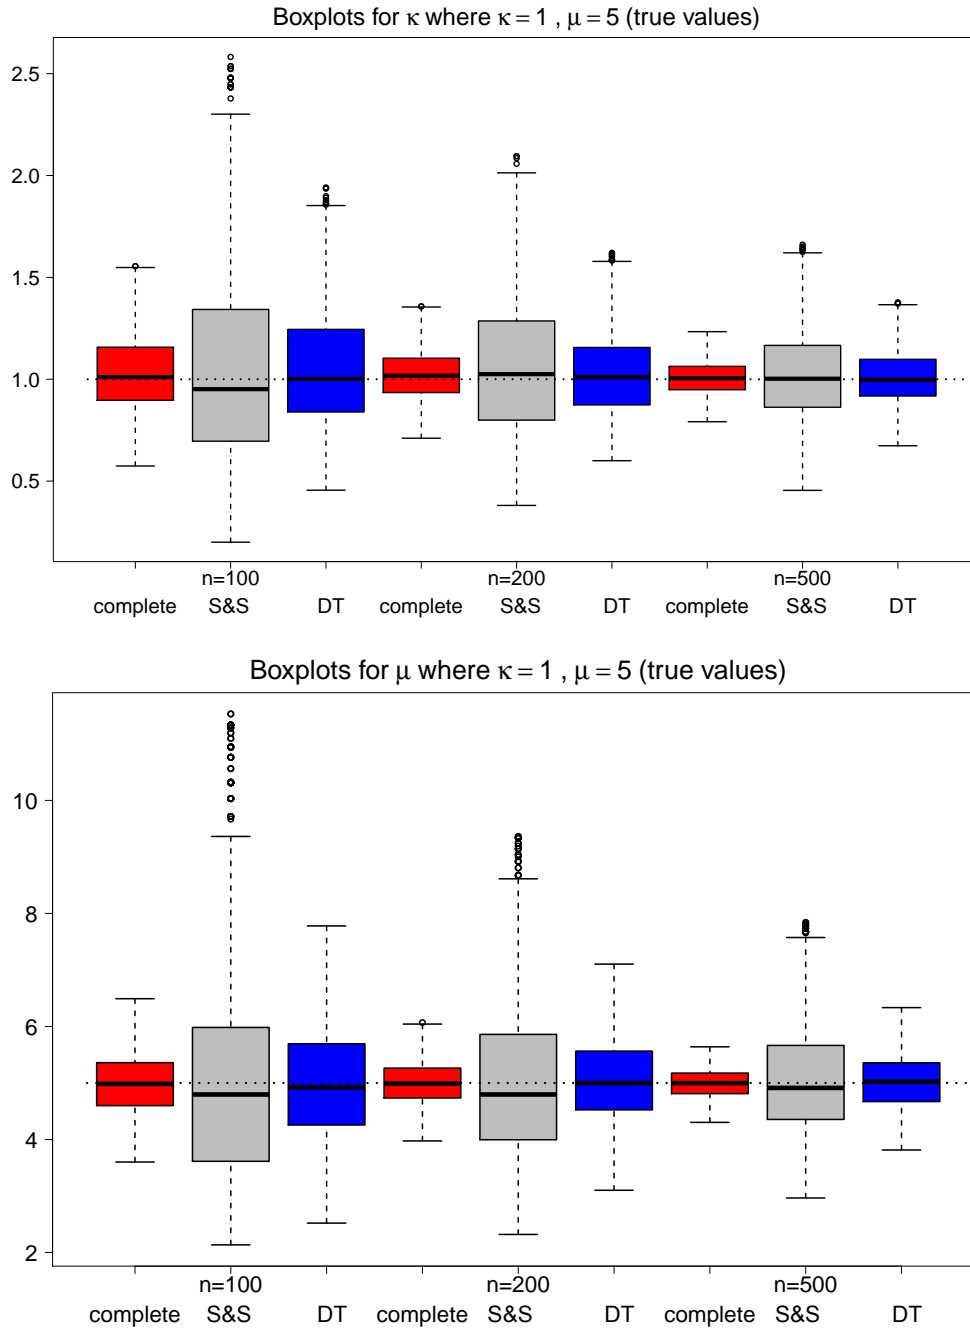 Boxplots for κ where κ = 1 , μ = 5 (true values)
2.5
2.0
1.5
1.0
0.5
n=100 n=200 n=500
complete S&S DT complete S&S DT complete S&S DT
Boxplots for μ where κ = 1 , μ = 5 (true values)
10
8
6
4
2
n=100 n=200 n=500
complete S&S DT complete S&S DT complete S&S DT